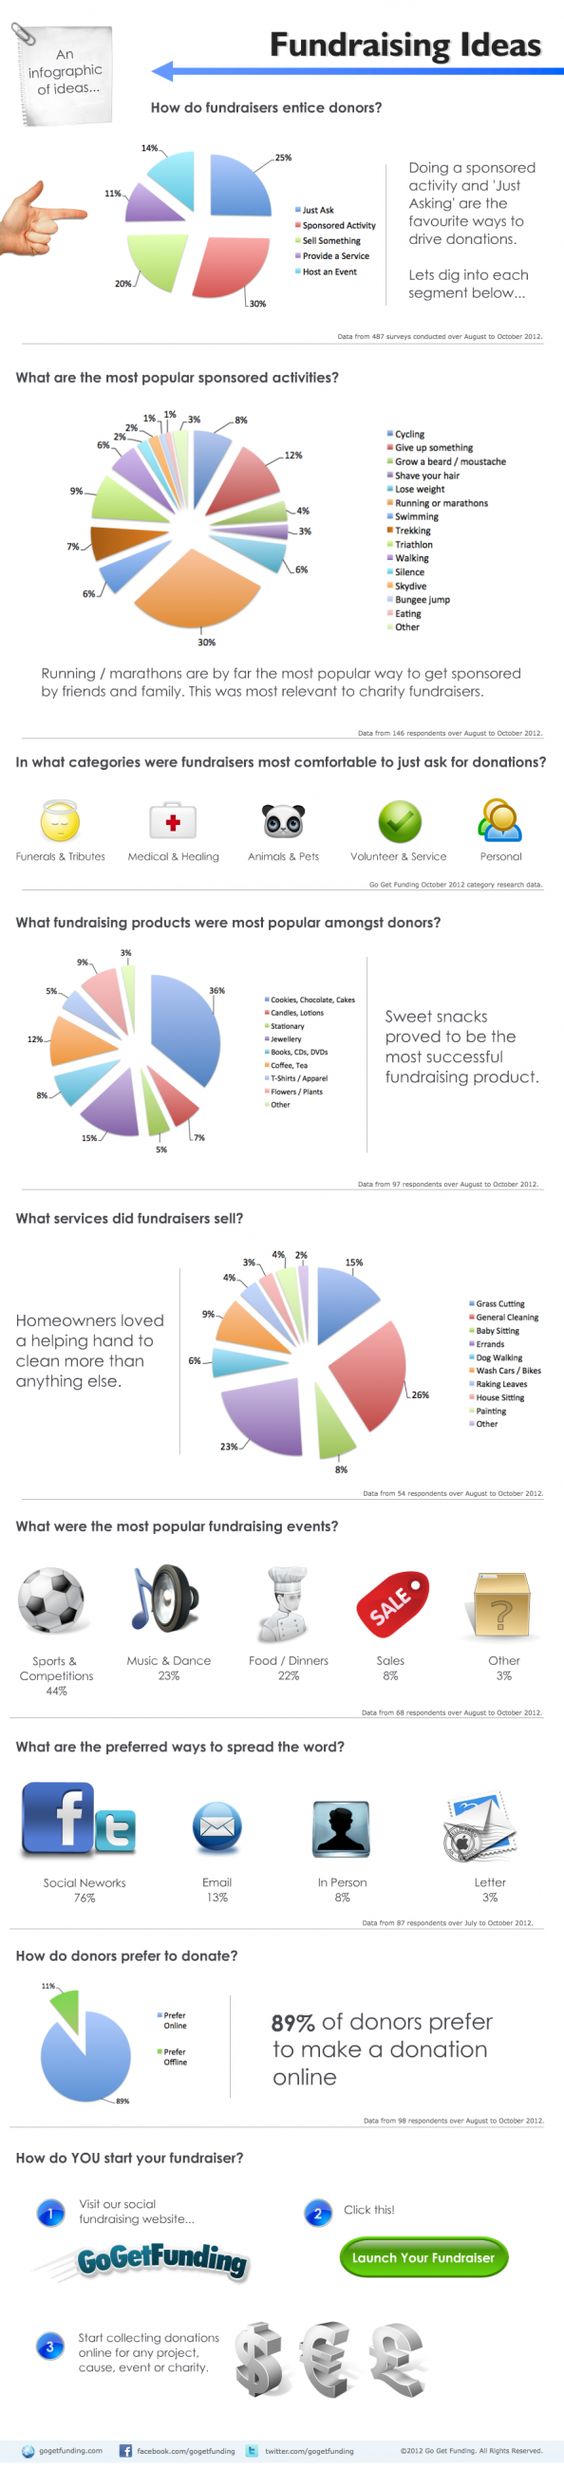 An
infographic
of ideas...
Fundraising Ideas
How do fundraisers entice donors?
14%
25%
11%
20%
30%
Just Ask
Sponsored Activity
Sell Something
Provide a Service
Host an Event
Doing a sponsored
activity and 'Just
Asking' are the
favourite ways to
drive donations.
Lets dig into each
segment below...
Data from 487 surveys conducted over August to October 2012.
What are the most popular sponsored activities?
1%
1%
3%
8%
2%
2%
6%
12%
9%
4%
3%
7%
6%
6%
30%
Cycling
Give up something
Grow a beard / moustache
Shave your hair
Lose weight
Running or marathons
Swimming
Trekking
Triathlon
Walking
Silence
Skydive
Bungee jump
Eating
Other
Running / marathons are by far the most popular way to get sponsored
by friends and family. This was most relevant to charity fundraisers.
Data from 146 respondents over August to October 2012.
In what categories were fundraisers most comfortable to just ask for donations?
Funerals & Tributes
Medical & Healing
Animals & Pets
Volunteer & Service
Personal
Go Get Funding October 2012 category research data.
What fundraising products were most popular amongst donors?
3%
9%
5%
36%
12%
8%
15%
5%
7%
Cookies, Chocolate, Cakes
Candles, Lotions
Stationary
Jewellery
Books, CDs, DVDs
Coffee, Tea
T-Shirts / Apparel
Flowers / Plants
Other
Sweet snacks
proved to be the
most successful
fundraising product.
Data from 97 respondents over August to October 2012.
What services did fundraisers sell?
Homeowners loved
a helping hand to
clean more than
anything else.
4%
2%
3%
15%
4%
9%
6%
26%
23%
8%
Grass Cutting
General Cleaning
Baby Sitting
Errands
Dog Walking
Wash Cars / Bikes
Raking Leaves
House Sitting
Painting
Other
Data from 54 respondents over August to October 2012.
What were the most popular fundraising events?
SALE
?
Sports &
Competitions
44%
Music & Dance
23%
Food / Dinners
22%
Sales
8%
Other
3%
Data from 68 respondents over August to October 2012.
What are the preferred ways to spread the word?
f
t
Social Neworks
76%
Email
13%
In Person
8%
Letter
3%
Data from 87 respondents over July to October 2012.
How do donors prefer to donate?
11%
89%
Prefer
Online
Prefer
Offline
89% of donors prefer
to make a donation
online
Data from 98 respondents over August to October 2012.
How do YOU start your fundraiser?
1
Visit our social
fundraising website...
GoGetFunding
2
Click this!
Launch Your Fundraiser
3
Start collecting donations
online for any project,
cause, event or charity.
$ € £
gogetfunding.com
f
facebook.com/gogetfunding
t
twitter.com/gogetfunding
©2012 Go Get Funding. All Rights Reserved.